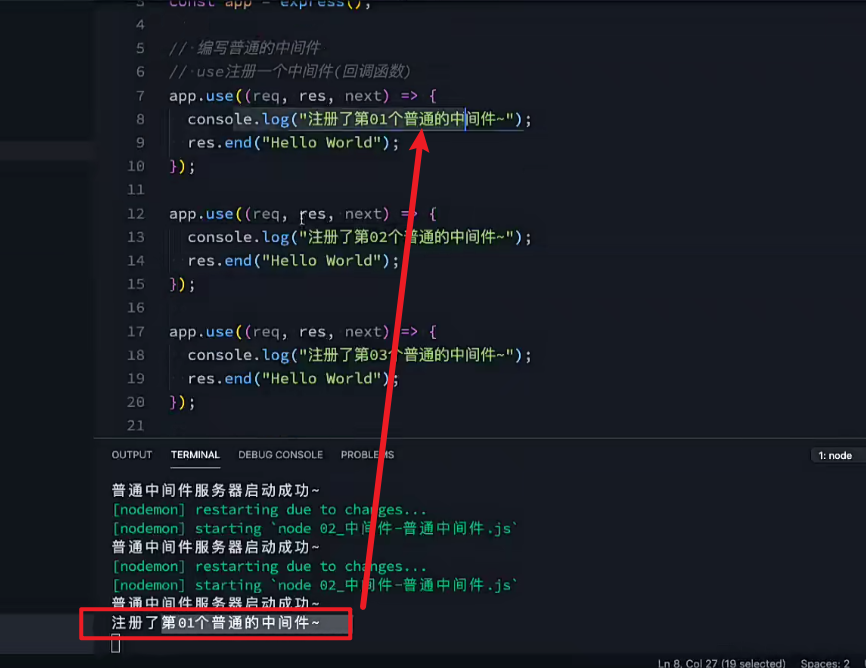 3 const app = express();
4
5 // 编写普通的中间件
6 // use注册一个中间件(回调函数)
7 app.use((req, res, next) => {
8 console.log("注册了第01个普通的中间件~");
9 res.end("Hello World");
10 });
11
12 app.use((req, res, next) => {
13 console.log("注册了第02个普通的中间件~");
14 res.end("Hello World");
15 });
16
17 app.use((req, res, next) => {
18 console.log("注册了第03个普通的中间件~");
19 res.end("Hello World");
20 });
21
OUTPUT TERMINAL DEBUG CONSOLE PROBLEMS 1: node
普通中间件服务器启动成功~
[nodemon] restarting due to changes...
[nodemon] starting `node 02_中间件-普通中间件.js`
普通中间件服务器启动成功~
[nodemon] restarting due to changes...
[nodemon] starting `node 02_中间件-普通中间件.js`
普通中间件服务器启动成功~
注册了第01个普通的中间件~
Ln 8, Col 27 (19 selected) Spaces: 2